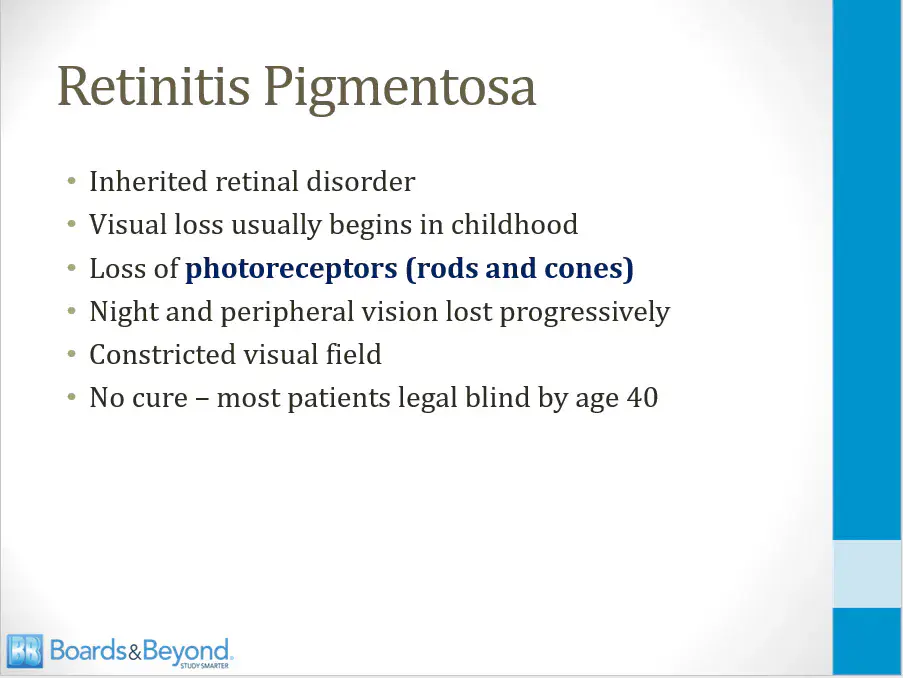 Retinitis Pigmentosa
• Inherited retinal disorder
• Visual loss usually begins in childhood
• Loss of photoreceptors (rods and cones)
• Night and peripheral vision lost progressively
• Constricted visual field
• No cure – most patients legal blind by age 40
BB Boards&Beyond.
STUDY SMARTER